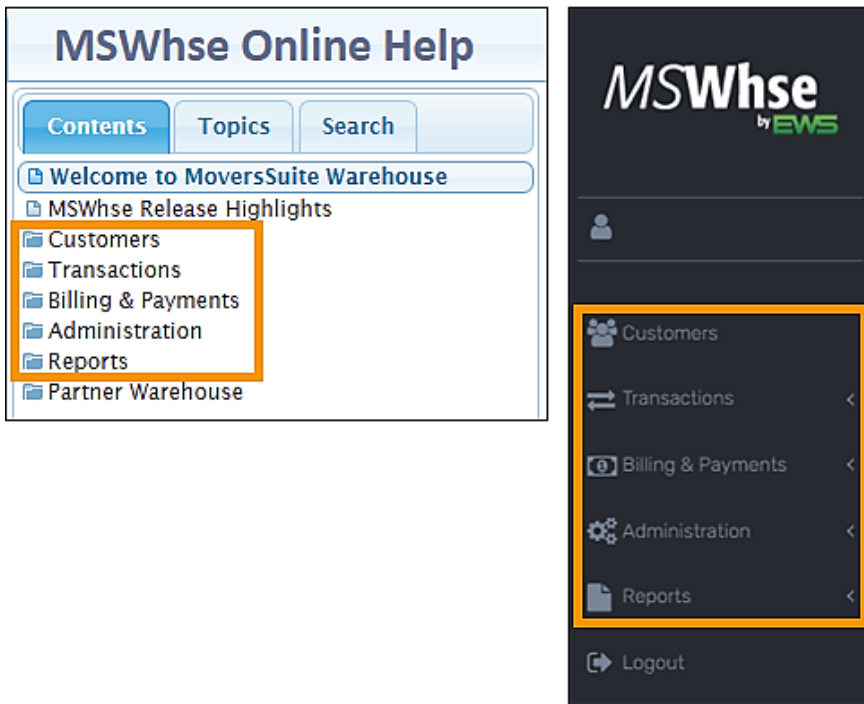 MSWhse Online Help
Contents Topics Search
Welcome to MoversSuite Warehouse
MSWhse Release Highlights
Customers
Transactions
Billing & Payments
Administration
Reports
Partner Warehouse
MSWhse
by EWS
Customers
Transactions
Billing & Payments
Administration
Reports
Logout